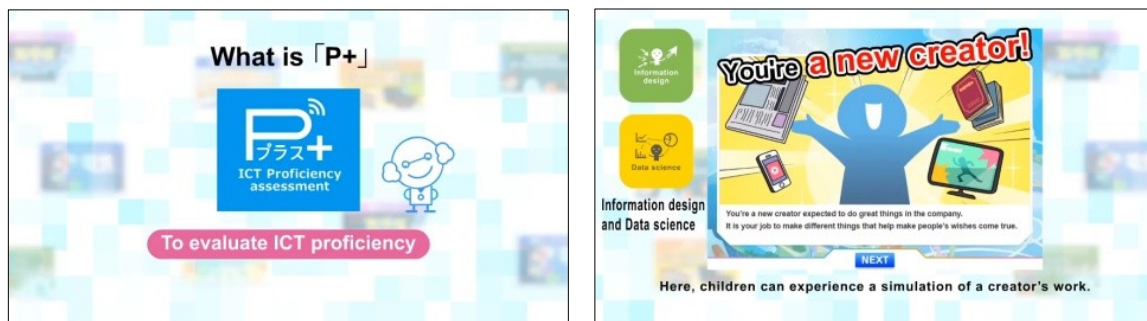 What is「P+」
P+
プラス
ICT Proficiency
assessment
To evaluate ICT proficiency
You're a new creator!
Information
design
Data science
Information design
and Data science
You're a new creator expected to do great things in the company.
It is your job to make different things that help make people's wishes come true.
NEXT
Here, children can experience a simulation of a creator's work.